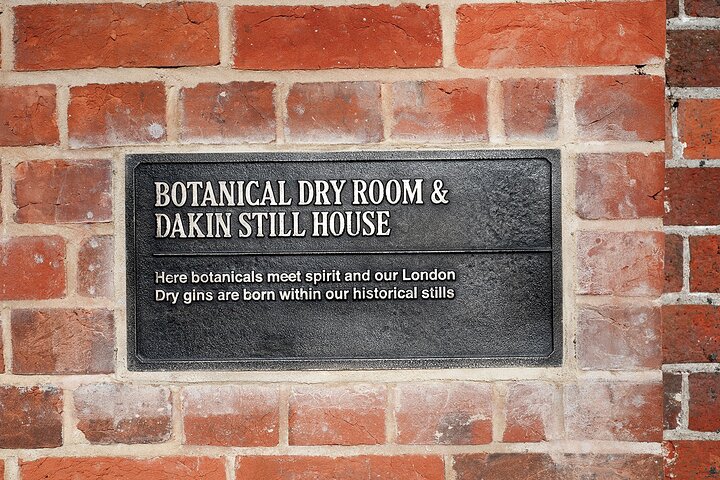 BOTANICAL DRY ROOM &
DAKIN STILL HOUSE
Here botanicals meet spirit and our London
Dry gins are born within our historical stills